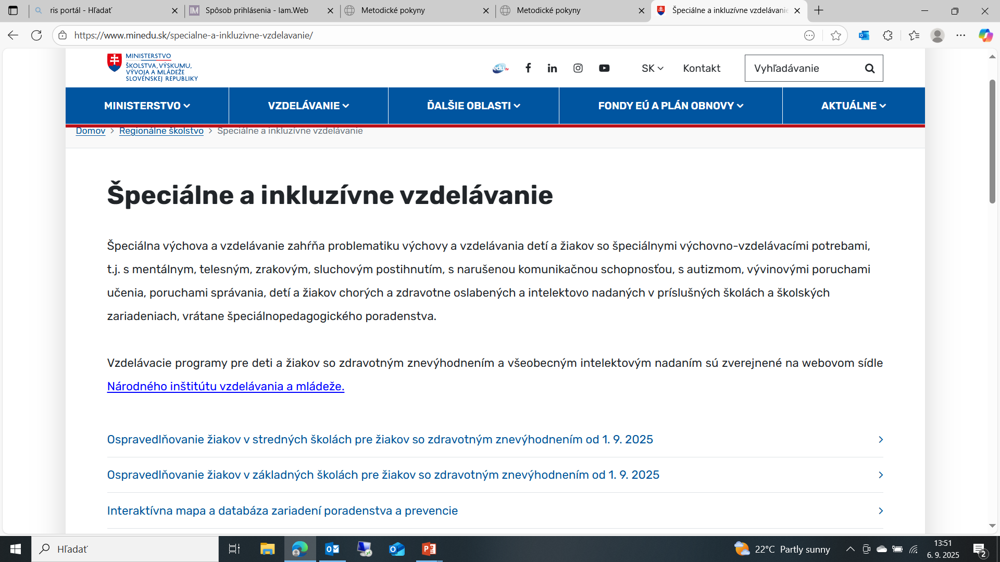 ris portál - Hľadať
Spôsob prihlásenia - Iam.Web
Metodické pokyny
Metodické pokyny
Špeciálne a inkluzívne vzdelávanie
https://www.minedu.sk/specialne-a-inkluzivne-vzdelavanie/
MINISTERSTVO
ŠKOLSTVA, VÝSKUMU,
VÝVOJA A MLÁDEŽE
SLOVENSKEJ REPUBLIKY
edu tv
SK
Kontakt
Vyhľadávanie
MINISTERSTVO
VZDELÁVANIE
ĎALŠIE OBLASTI
FONDY EÚ A PLÁN OBNOVY
AKTUÁLNE
Domov > Regionálne školstvo > Špeciálne a inkluzívne vzdelávanie
Špeciálne a inkluzívne vzdelávanie
Špeciálna výchova a vzdelávanie zahŕňa problematiku výchovy a vzdelávania detí a žiakov so špeciálnymi výchovno-vzdelávacími potrebami,
t.j. s mentálnym, telesným, zrakovým, sluchovým postihnutím, s narušenou komunikačnou schopnosťou, s autizmom, vývinovými poruchami
učenia, poruchami správania, detí a žiakov chorých a zdravotne oslabených a intelektovo nadaných v príslušných školách a školských
zariadeniach, vrátane špeciálnopedagogického poradenstva.
Vzdelávacie programy pre deti a žiakov so zdravotným znevýhodnením a všeobecným intelektovým nadaním sú zverejnené na webovom sídle
Národného inštitútu vzdelávania a mládeže.
Ospravedlňovanie žiakov v stredných školách pre žiakov so zdravotným znevýhodnením od 1. 9. 2025
Ospravedlňovanie žiakov v základných školách pre žiakov so zdravotným znevýhodnením od 1. 9. 2025
Interaktívna mapa a databáza zariadení poradenstva a prevencie
Hľadať
22°C Partly sunny
13:51
6. 9. 2025
2